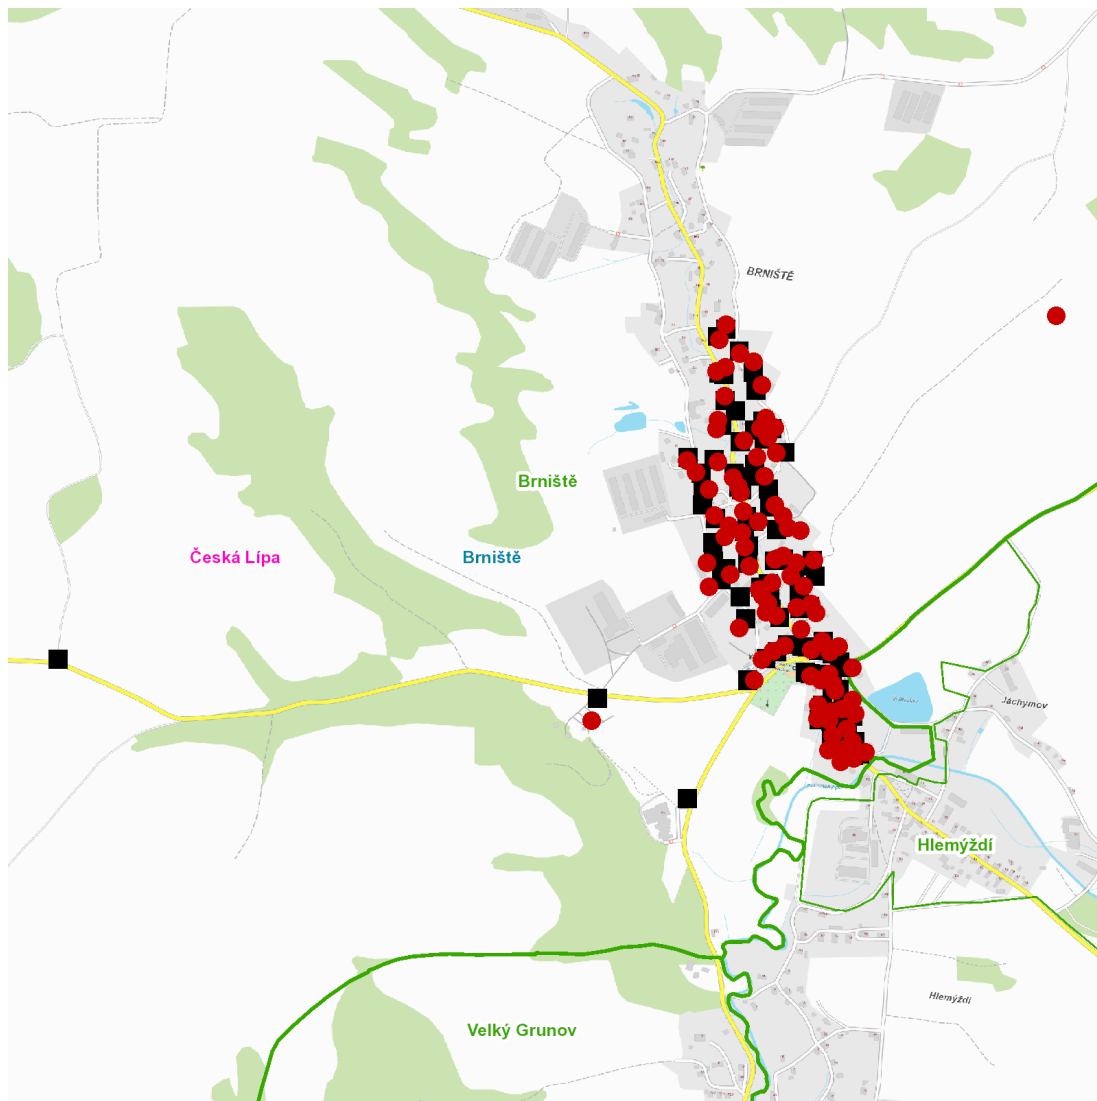 BRNIŠTĚ
Brniště
Česká Lípa
Brniště
Jáchymov
Hlemýždí
Hlemýždí
Velký Grunov